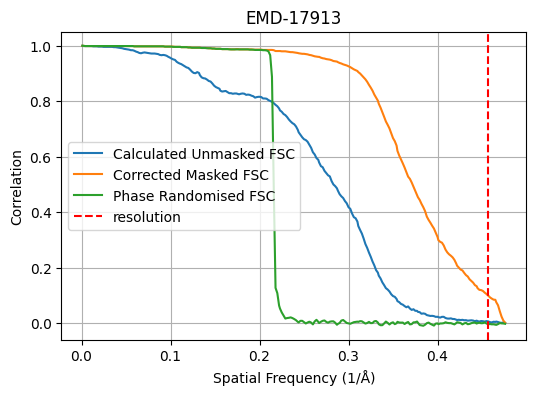 EMD-17913
1.0
0.8
0.6
0.4
0.2
0.0
Correlation
Calculated Unmasked FSC
Corrected Masked FSC
Phase Randomised FSC
resolution
0.0 0.1 0.2 0.3 0.4
Spatial Frequency (1/Å)